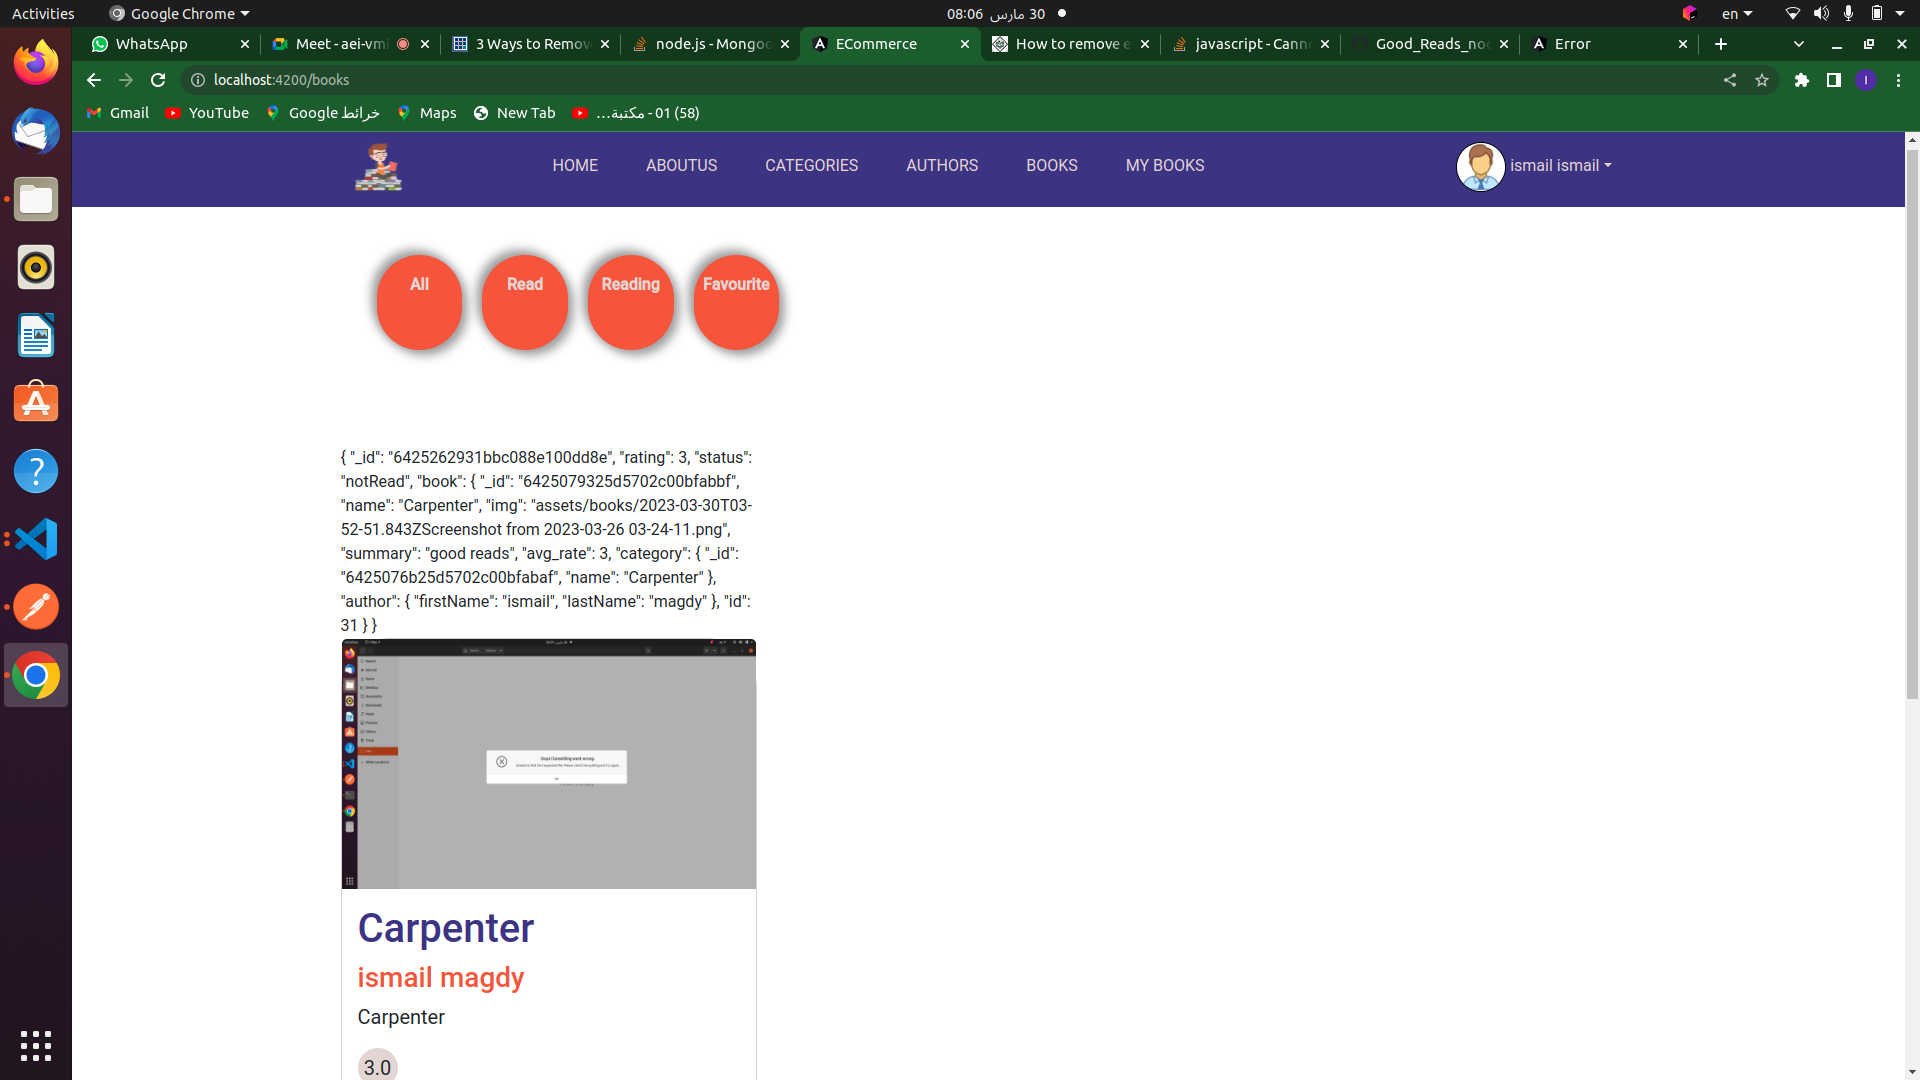 Activities
Google Chrome
08:06 30 مارس
en
WhatsApp
Meet - aei-vmi
3 Ways to Remov
node.js - Mongoo
ECommerce
How to remove e
javascript - Cann
Good_Reads_noc
Error
localhost:4200/books
Gmail
YouTube
خرائط Google
Maps
New Tab
(58) 01 - مكتبة...
HOME
ABOUTUS
CATEGORIES
AUTHORS
BOOKS
MY BOOKS
ismail ismail
All
Read
Reading
Favourite
{ "_id": "6425262931bbc088e100dd8e", "rating": 3, "status":
"notRead", "book": { "_id": "6425079325d5702c00bfabbf",
"name": "Carpenter", "img": "assets/books/2023-03-30T03-
52-51.843ZScreenshot from 2023-03-26 03-24-11.png",
"summary": "good reads", "avg_rate": 3, "category": { "_id":
"6425076b25d5702c00bfabaf", "name": "Carpenter" },
"author": { "firstName": "ismail", "lastName": "magdy" }, "id":
31 } }
Carpenter
ismail magdy
Carpenter
3.0